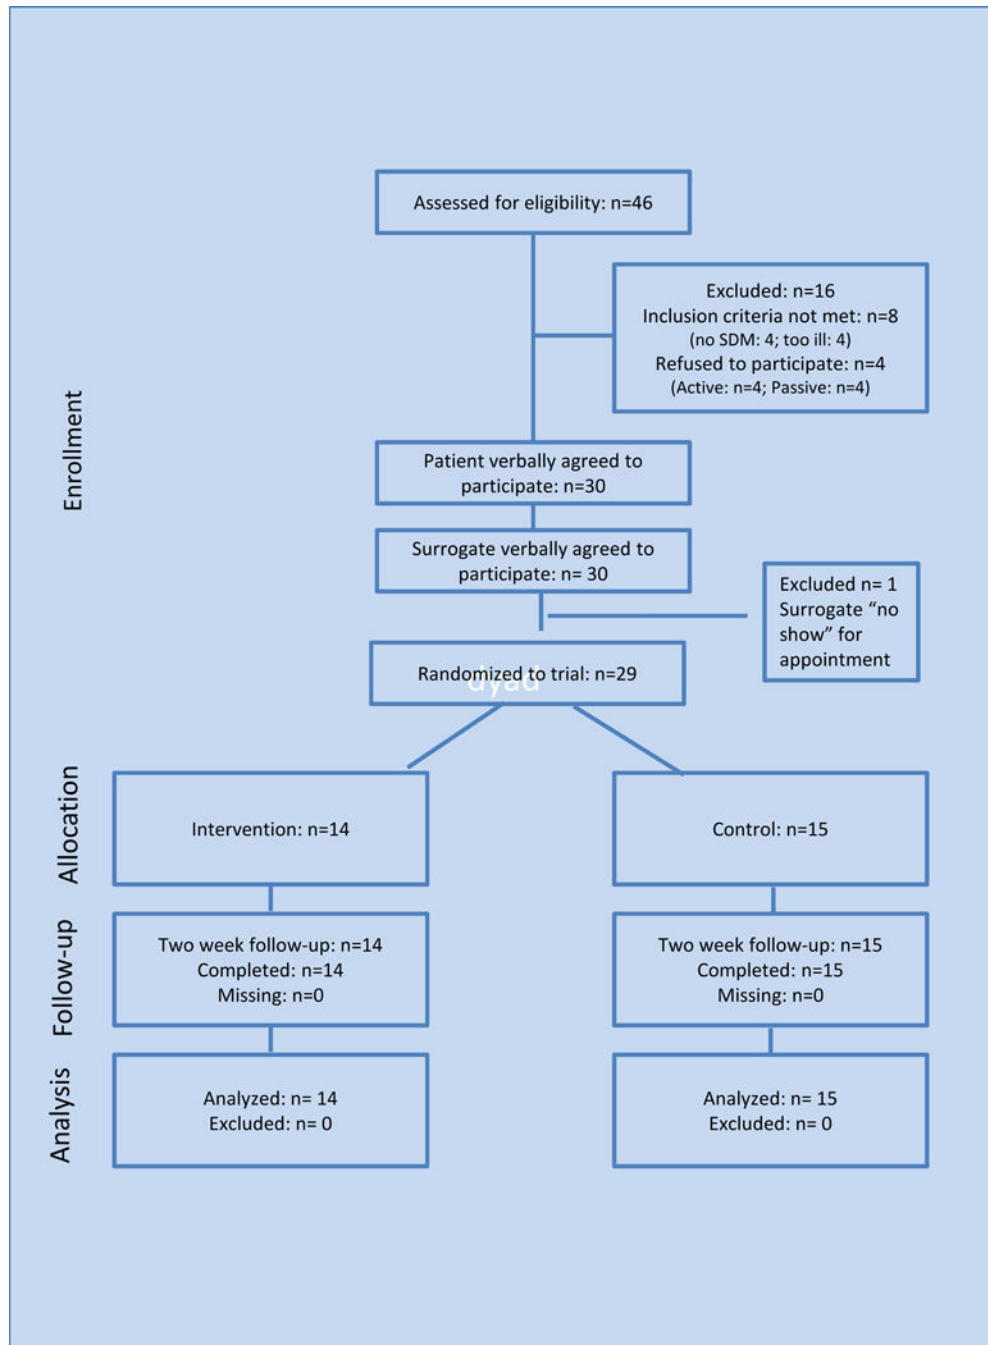 Assessed for eligibility: n=46
Excluded: n=16
Inclusion criteria not met: n=8
(no SDM: 4; too ill: 4)
Refused to participate: n=4
(Active: n=4; Passive: n=4)
Enrollment
Patient verbally agreed to
participate: n=30
Surrogate verbally agreed to
participate: n= 30
Excluded n= 1
Surrogate “no
show” for
appointment
Randomized to trial: n=29
dyad
Allocation
Intervention: n=14
Control: n=15
Follow-up
Two week follow-up: n=14
Completed: n=14
Missing: n=0
Two week follow-up: n=15
Completed: n=15
Missing: n=0
Analysis
Analyzed: n= 14
Excluded: n= 0
Analyzed: n= 15
Excluded: n= 0